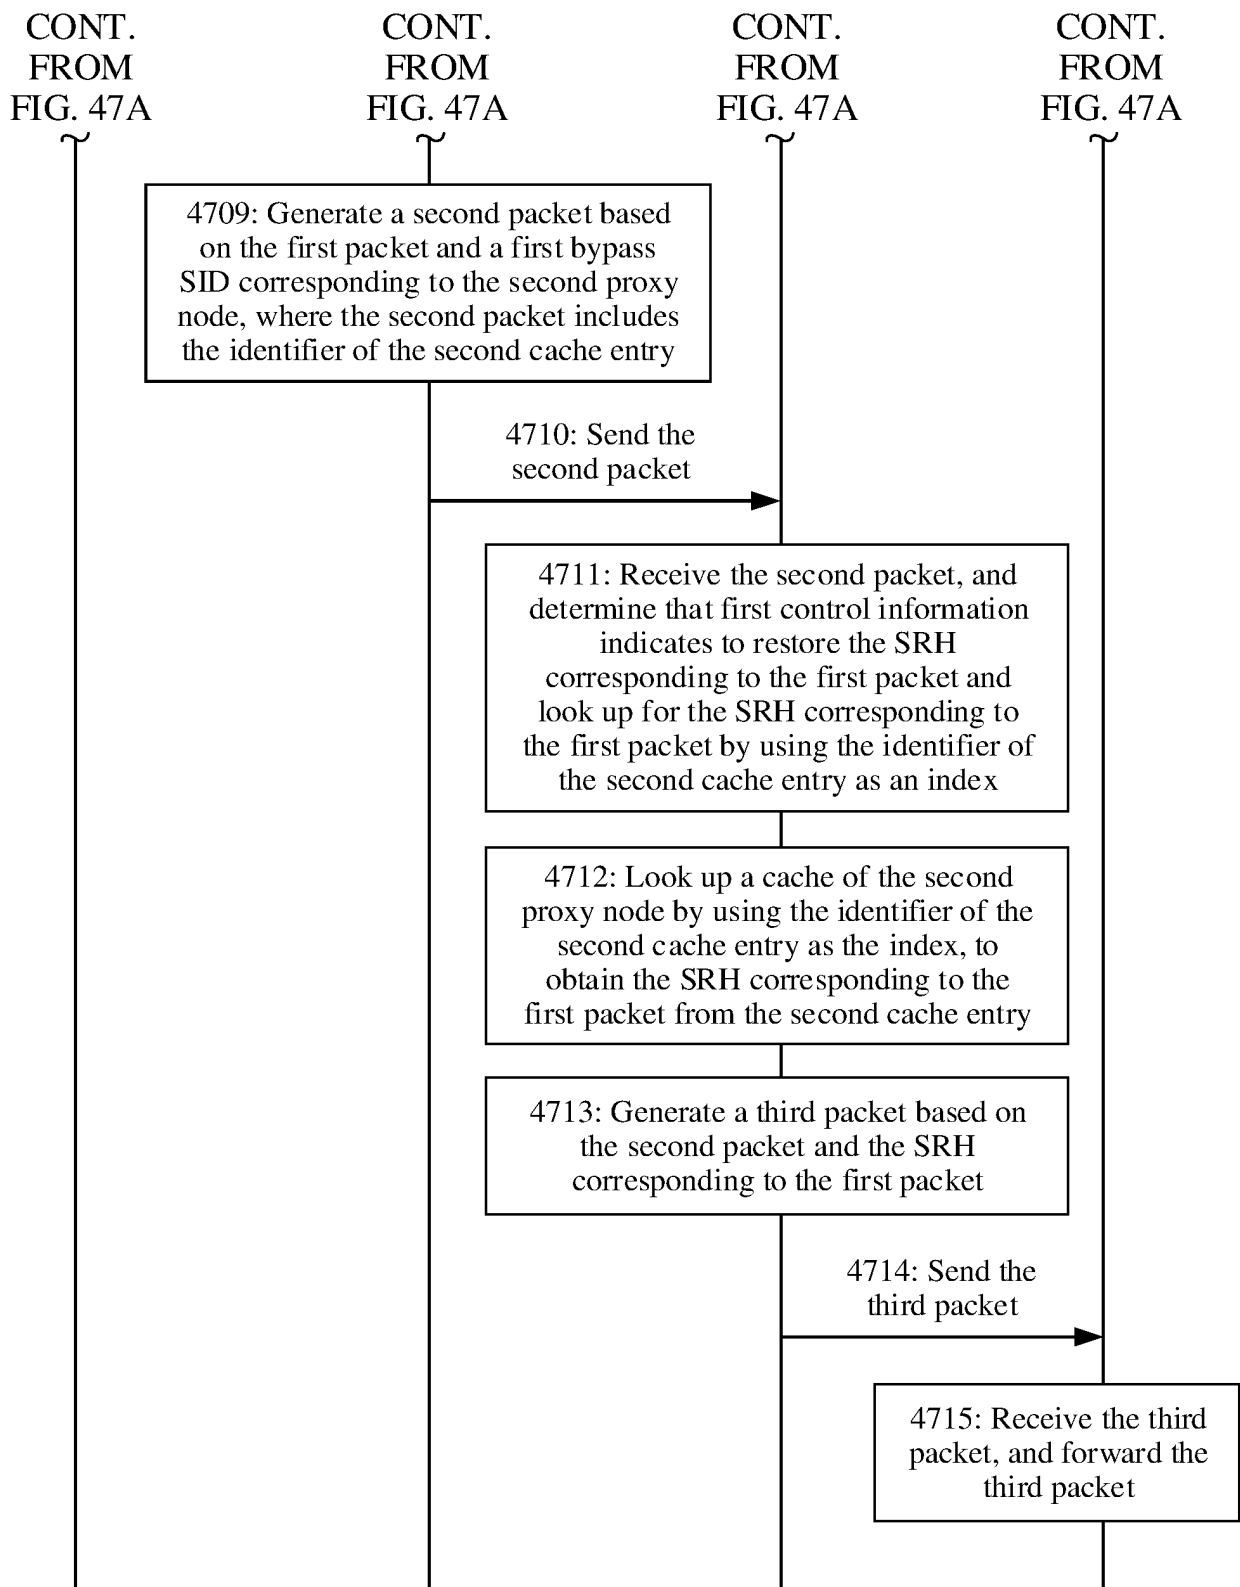 CONT.
FROM
FIG. 47A
CONT.
FROM
FIG. 47A
CONT.
FROM
FIG. 47A
CONT.
FROM
FIG. 47A
4709: Generate a second packet based
on the first packet and a first bypass
SID corresponding to the second proxy
node, where the second packet includes
the identifier of the second cache entry
4710: Send the
second packet
4711: Receive the second packet, and
determine that first control information
indicates to restore the SRH
corresponding to the first packet and
look up for the SRH corresponding to
the first packet by using the identifier of
the second cache entry as an index
4712: Look up a cache of the second
proxy node by using the identifier of the
second cache entry as the index, to
obtain the SRH corresponding to the
first packet from the second cache entry
4713: Generate a third packet based on
the second packet and the SRH
corresponding to the first packet
4714: Send the
third packet
4715: Receive the third
packet, and forward the
third packet